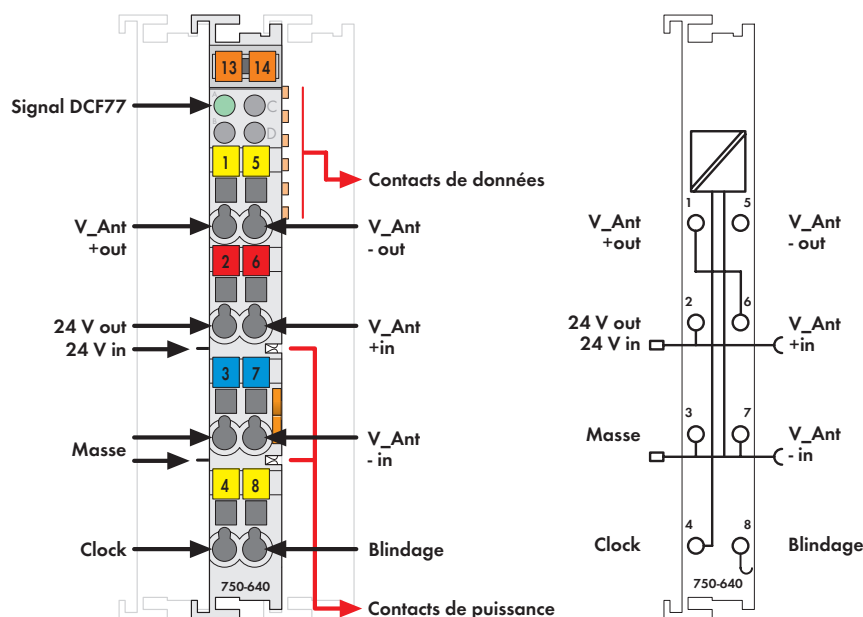 13 14
A
Signal DCF77
C
B
D
1 5
Contacts de données
V_Ant
+out
V_Ant
- out
2 6
24 V out
24 V in
V_Ant
+in
3 7
Masse
V_Ant
- in
4 8
Clock
Blindage
750-640
Contacts de puissance
1
5
V_Ant
+out
V_Ant
- out
2
6
24 V out
24 V in
V_Ant
+in
3
7
Masse
V_Ant
- in
4
8
Clock
Blindage
750-640